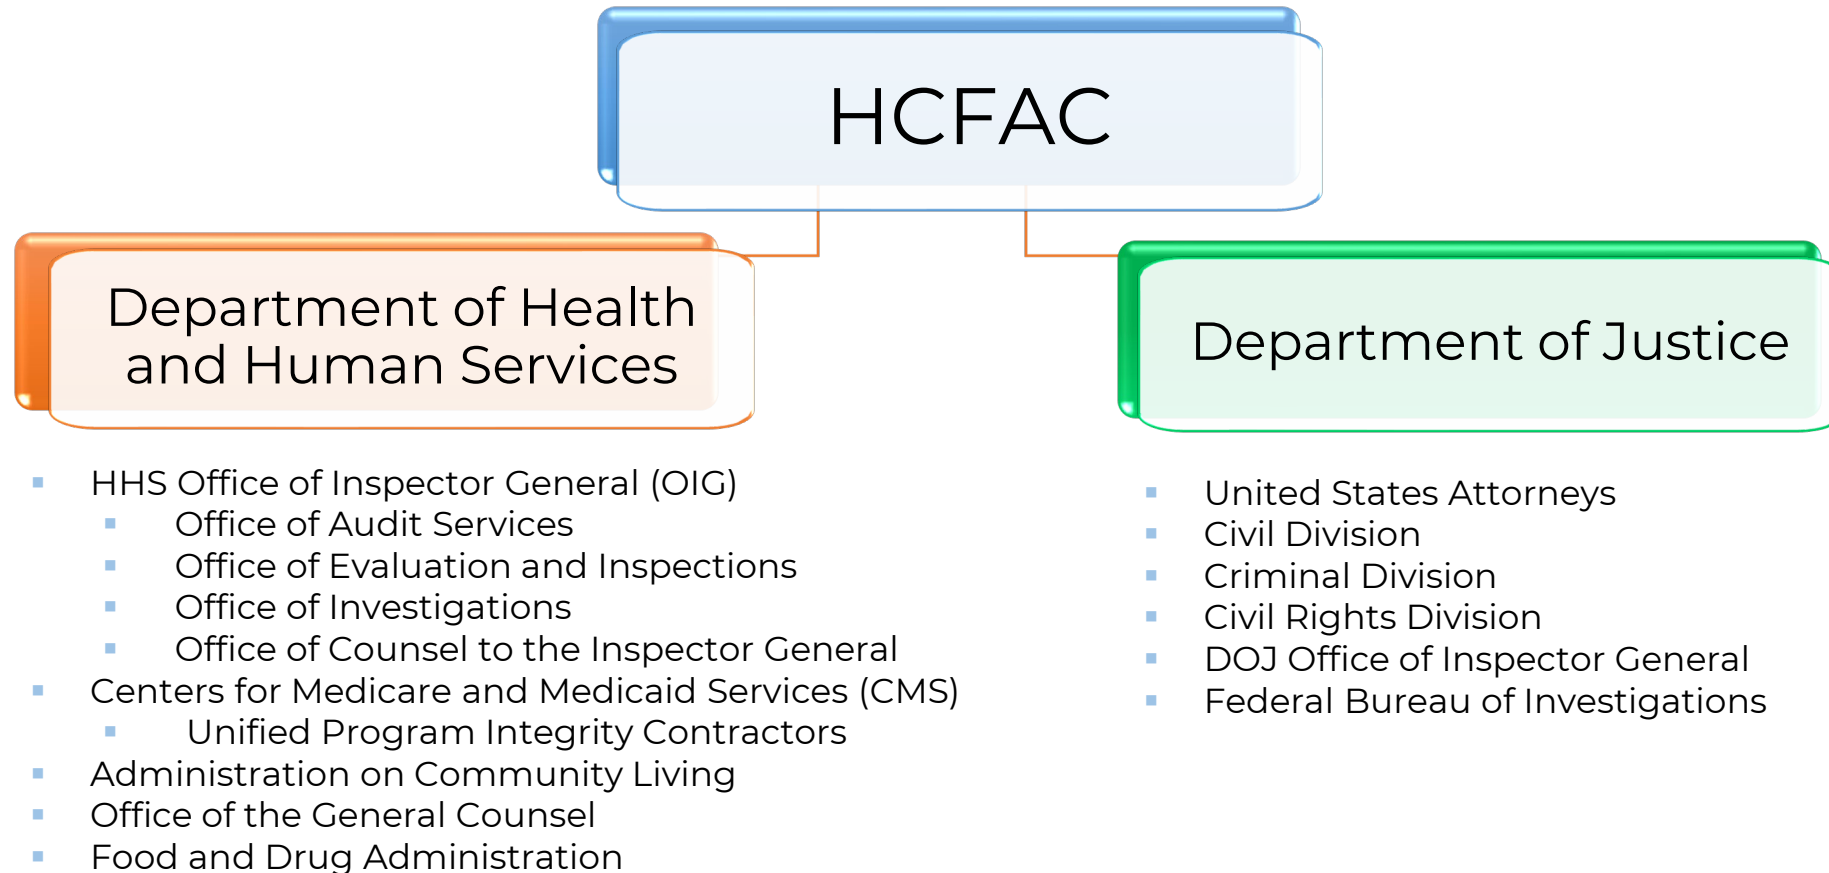 HCFAC
Department of Health
and Human Services
HHS Office of Inspector General (OIG)
Office of Audit Services
Office of Evaluation and Inspections
Office of Investigations
Office of Counsel to the Inspector General
Centers for Medicare and Medicaid Services (CMS)
Unified Program Integrity Contractors
Administration on Community Living
Office of the General Counsel
Food and Drug Administration
Department of Justice
United States Attorneys
Civil Division
Criminal Division
Civil Rights Division
DOJ Office of Inspector General
Federal Bureau of Investigations